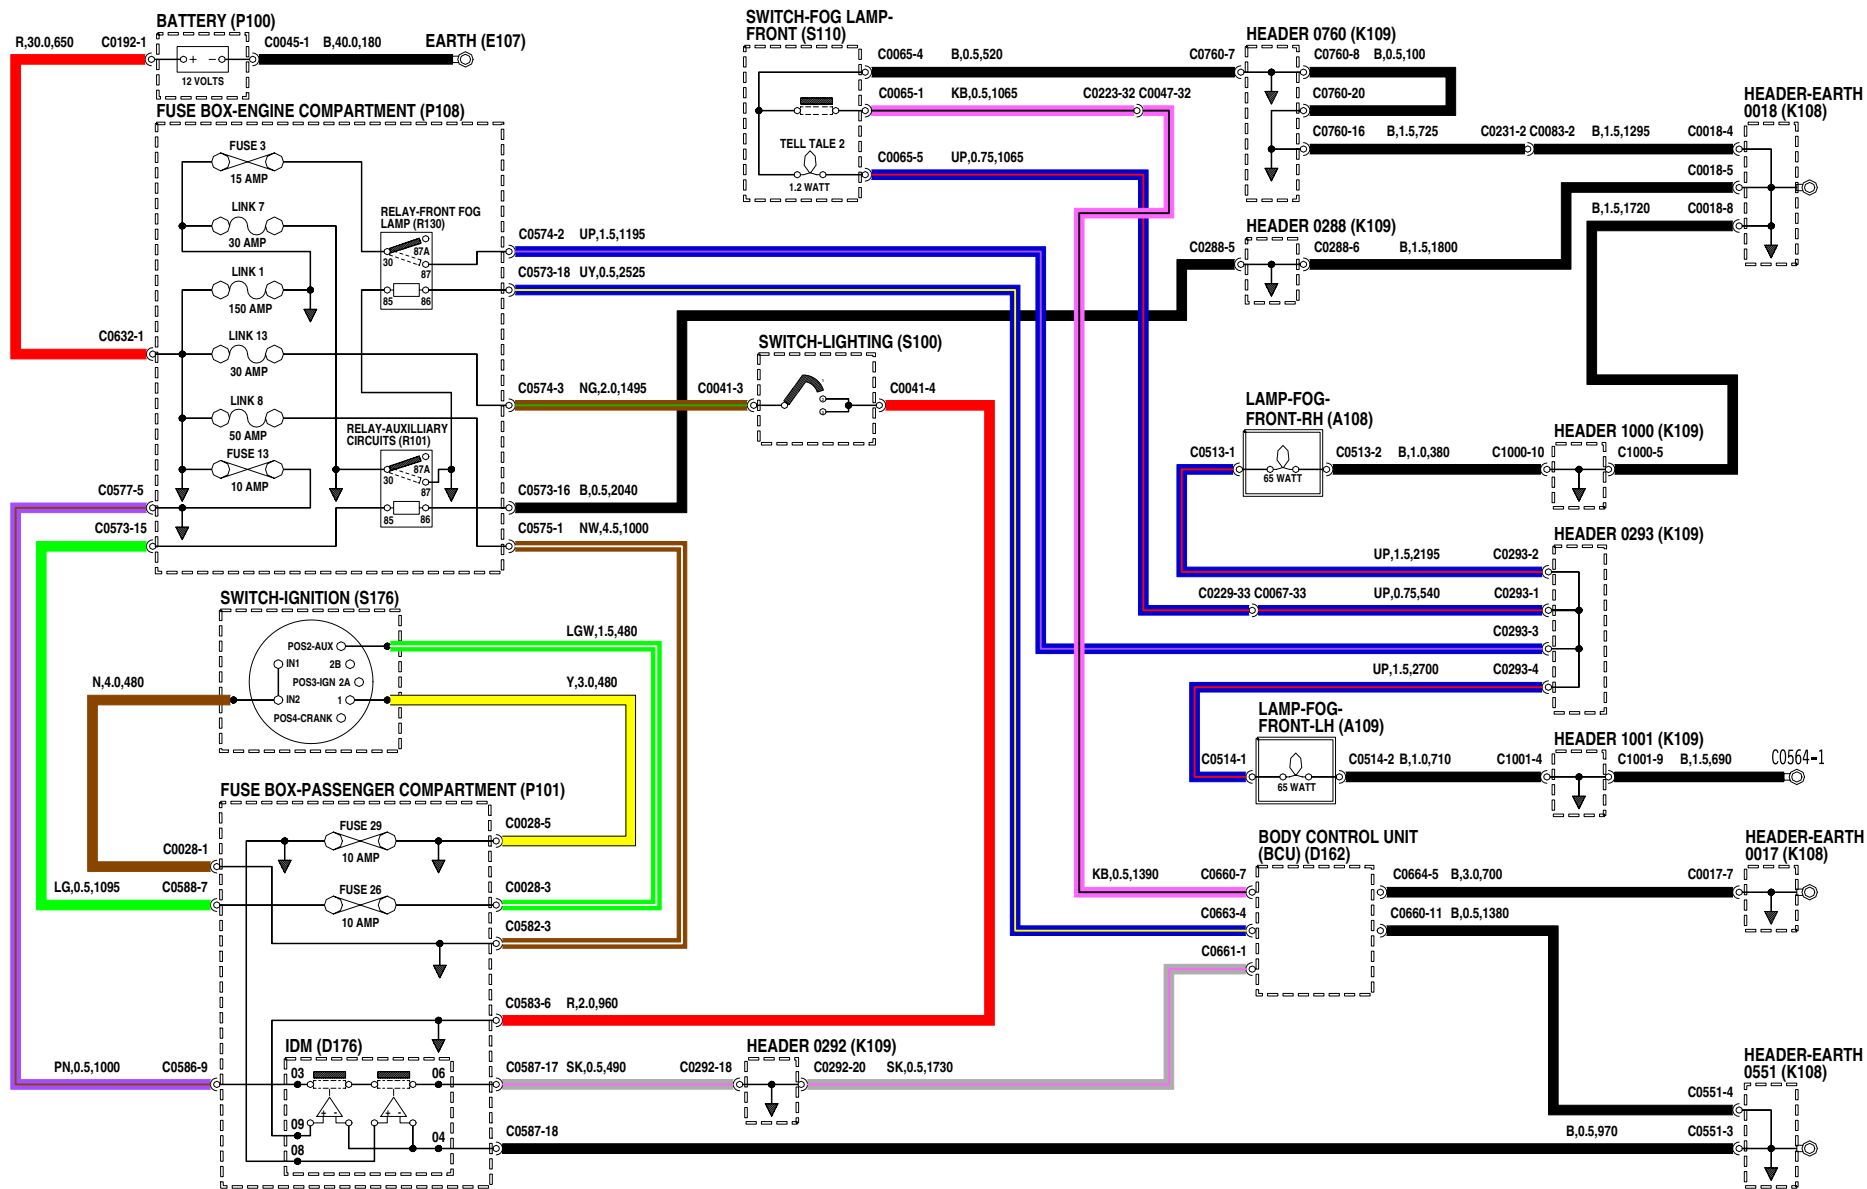 BATTERY (P100)
R,30.0,650
C0192-1
C0045-1
B,40.0,180
EARTH (E107)
12 VOLTS
FUSE BOX-ENGINE COMPARTMENT (P108)
FUSE 3
15 AMP
LINK 7
30 AMP
LINK 1
150 AMP
LINK 13
30 AMP
LINK 8
50 AMP
FUSE 13
10 AMP
RELAY-FRONT FOG
LAMP (R130)
30
87A
87
85
86
RELAY-AUXILLIARY
CIRCUITS (R101)
30
87A
87
85
86
C0632-1
C0577-5
C0573-15
C0574-2
UP,1.5,1195
C0573-18
UY,0.5,2525
C0574-3
NG,2.0,1495
C0573-16
B,0.5,2040
C0575-1
NW,4.5,1000
SWITCH-FOG LAMP-
FRONT (S110)
TELL TALE 2
1.2 WATT
C0065-4
B,0.5,520
C0760-7
C0065-1
KB,0.5,1065
C0223-32
C0047-32
C0065-5
UP,0.75,1065
HEADER 0760 (K109)
C0760-8
B,0.5,100
C0760-20
C0760-16
B,1.5,725
C0231-2
C0083-2
B,1.5,1295
C0018-4
HEADER-EARTH
0018 (K108)
C0018-5
B,1.5,1720
C0018-8
HEADER 0288 (K109)
C0288-5
C0288-6
B,1.5,1800
SWITCH-LIGHTING (S100)
C0041-3
C0041-4
LAMP-FOG-
FRONT-RH (A108)
C0513-1
65 WATT
C0513-2
B,1.0,380
C1000-10
HEADER 1000 (K109)
C1000-5
HEADER 0293 (K109)
UP,1.5,2195
C0293-2
C0229-33
C0067-33
UP,0.75,540
C0293-1
C0293-3
UP,1.5,2700
C0293-4
LAMP-FOG-
FRONT-LH (A109)
C0514-1
65 WATT
C0514-2
B,1.0,710
C1001-4
HEADER 1001 (K109)
C1001-9
B,1.5,690
C0564-1
SWITCH-IGNITION (S176)
POS2-AUX
IN1
2B
POS3-IGN
2A
IN2
1
POS4-CRANK
LGW,1.5,480
N,4.0,480
Y,3.0,480
FUSE BOX-PASSENGER COMPARTMENT (P101)
FUSE 29
10 AMP
FUSE 26
10 AMP
C0028-5
C0028-1
LG,0.5,1095
C0588-7
C0028-3
C0582-3
C0583-6
R,2.0,960
IDM (D176)
03
06
09
08
04
PN,0.5,1000
C0586-9
C0587-17
SK,0.5,490
C0292-18
HEADER 0292 (K109)
C0292-20
SK,0.5,1730
C0587-18
BODY CONTROL UNIT
(BCU) (D162)
KB,0.5,1390
C0660-7
C0663-4
C0661-1
C0664-5
B,3.0,700
C0017-7
HEADER-EARTH
0017 (K108)
C0660-11
B,0.5,1380
HEADER-EARTH
0551 (K108)
C0551-4
B,0.5,970
C0551-3